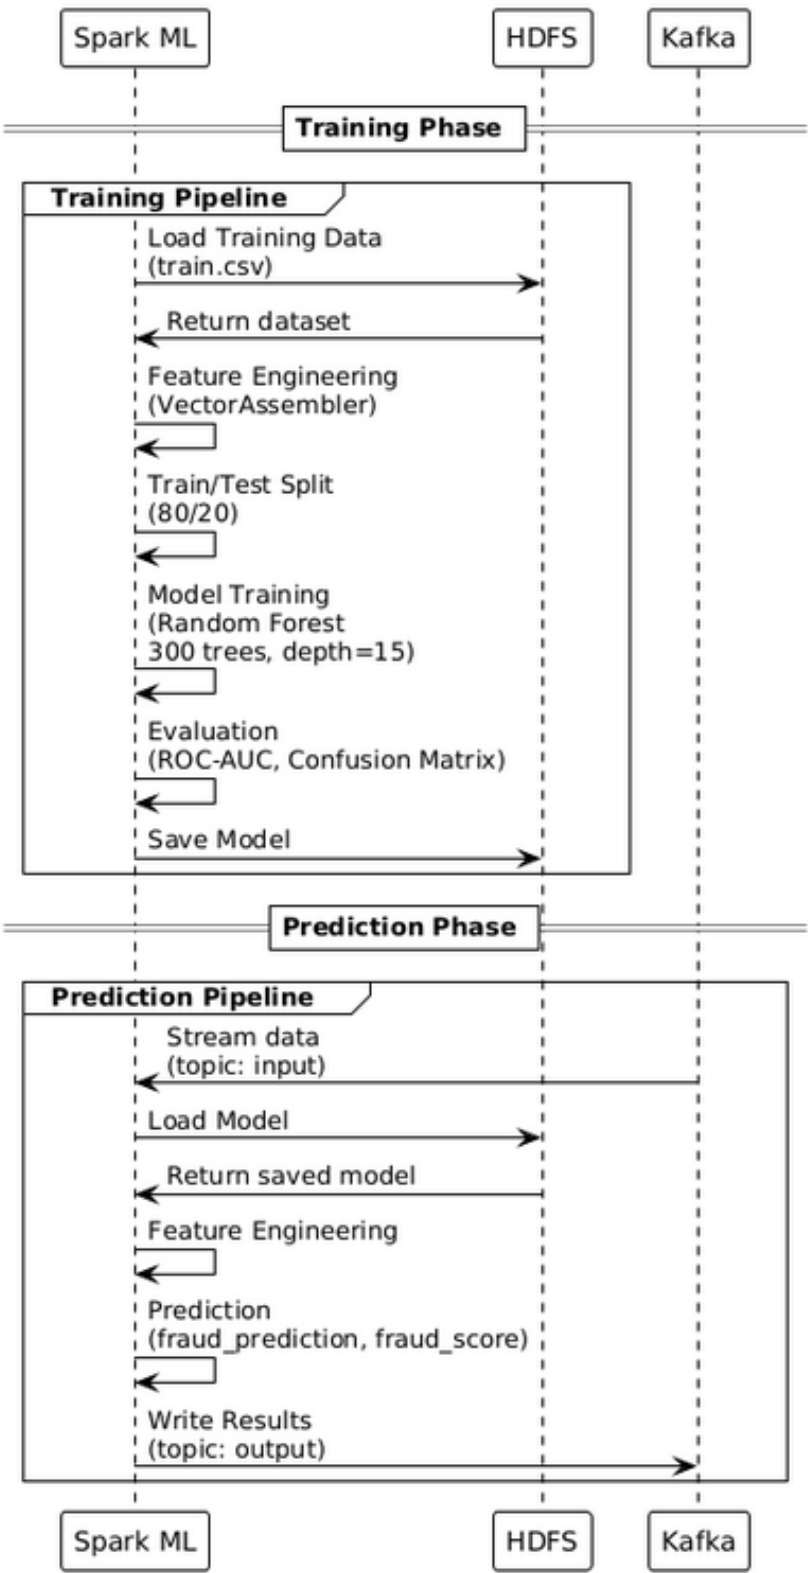 Spark ML
HDFS
Kafka
Training Phase
Training Pipeline
Load Training Data
(train.csv)
Return dataset
Feature Engineering
(VectorAssembler)
Train/Test Split
(80/20)
Model Training
(Random Forest
300 trees, depth=15)
Evaluation
(ROC-AUC, Confusion Matrix)
Save Model
Prediction Phase
Prediction Pipeline
Stream data
(topic: input)
Load Model
Return saved model
Feature Engineering
Prediction
(fraud_prediction, fraud_score)
Write Results
(topic: output)
Spark ML
HDFS
Kafka